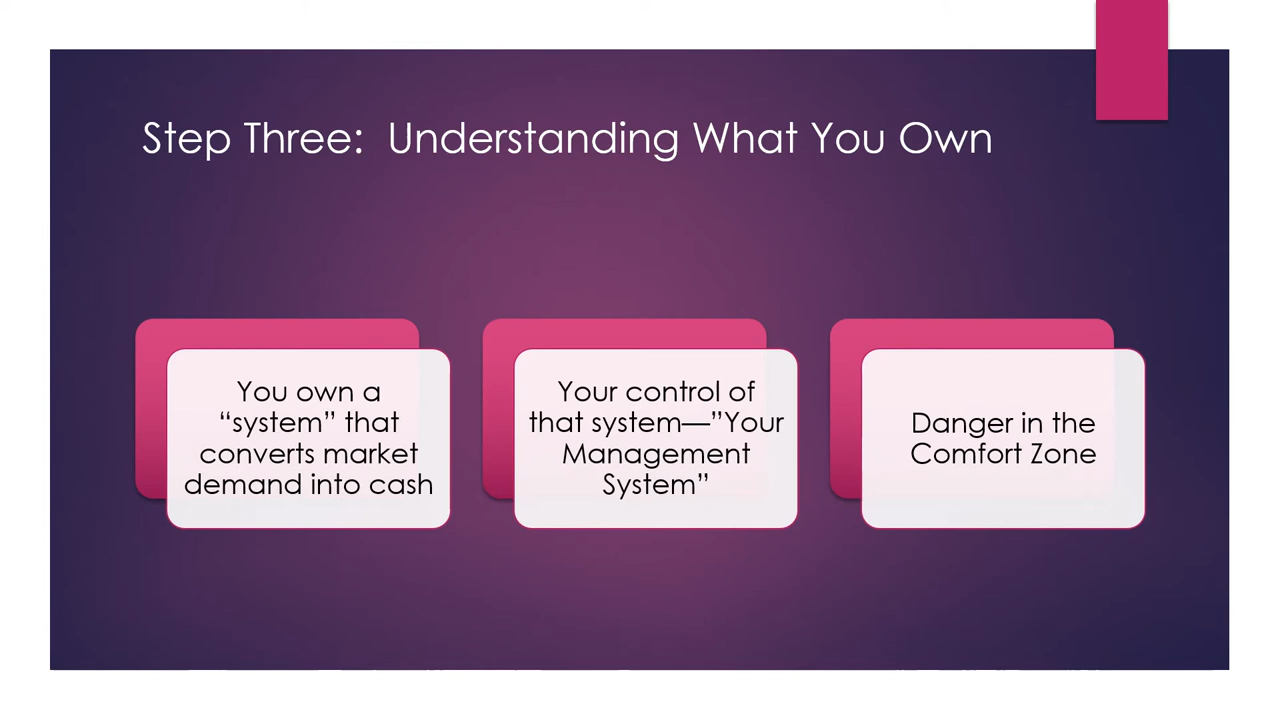 Step Three:  Understanding What You Own
You own a
“system” that
converts market
demand into cash
Your control of
that system—”Your
Management
System”
Danger in the
Comfort Zone